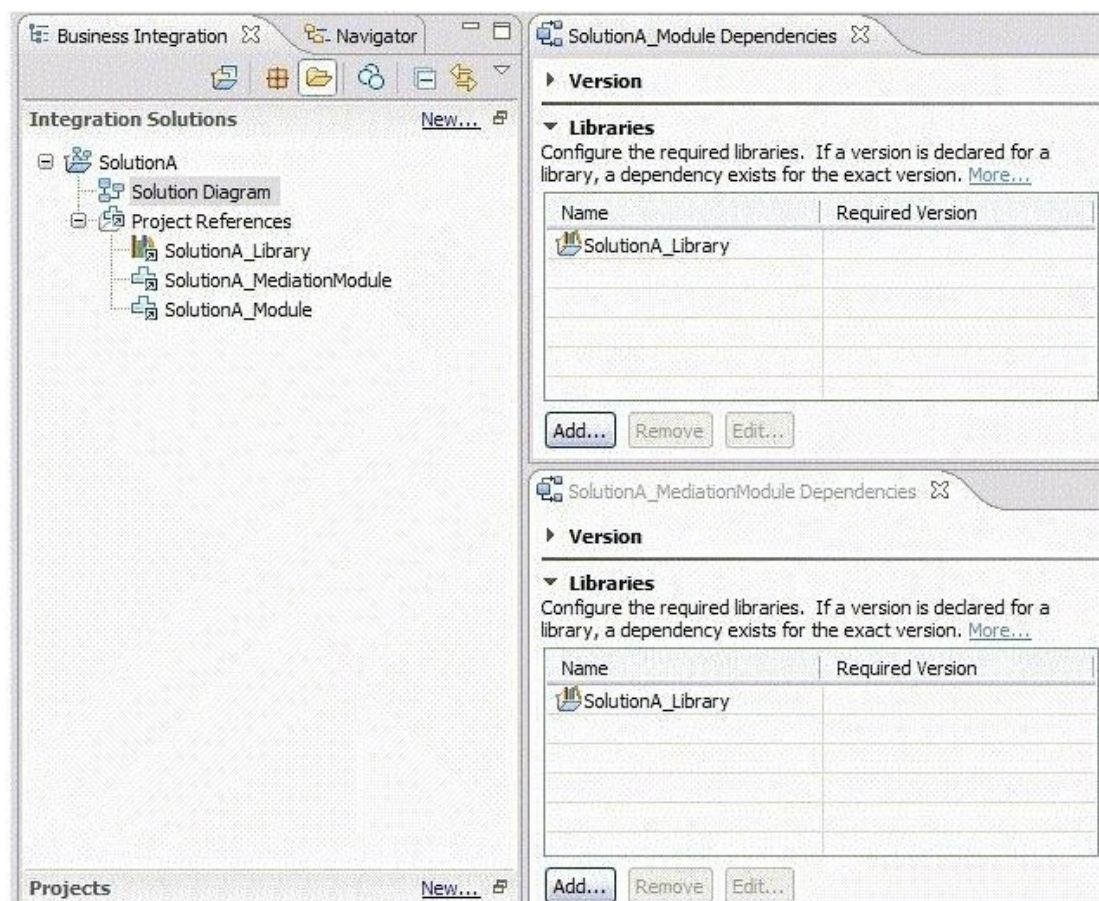 Business Integration
Navigator
Integration Solutions New...
SolutionA
Solution Diagram
Project References
SolutionA_Library
SolutionA_MediationModule
SolutionA_Module
Projects New...
SolutionA_Module Dependencies
Version
Libraries
Configure the required libraries. If a version is declared for a
library, a dependency exists for the exact version. More...
Name Required Version
SolutionA_Library
Add... Remove Edit...
SolutionA_MediationModule Dependencies
Version
Libraries
Configure the required libraries. If a version is declared for a
library, a dependency exists for the exact version. More...
Name Required Version
SolutionA_Library
Add... Remove Edit...